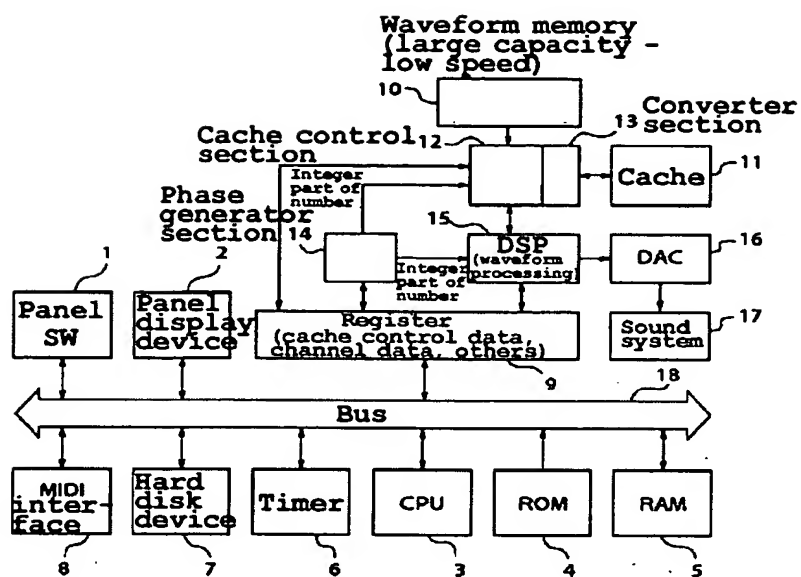 Waveform memory
(large capacity -
low speed)
10
Converter
section
13
12
Cache control
section
Integer
part of
number
Cache
11
Phase
generator
section
14
15
DSP
(waveform
processing)
Integer
part of
number
DAC
16
1
2
Panel
SW
Panel
display
device
Register
(cache control data,
channel data, others)
9
Sound
system
17
18
Bus
MIDI
inter-
face
Hard
disk
device
Timer
CPU
ROM
RAM
8
7
6
3
4
5